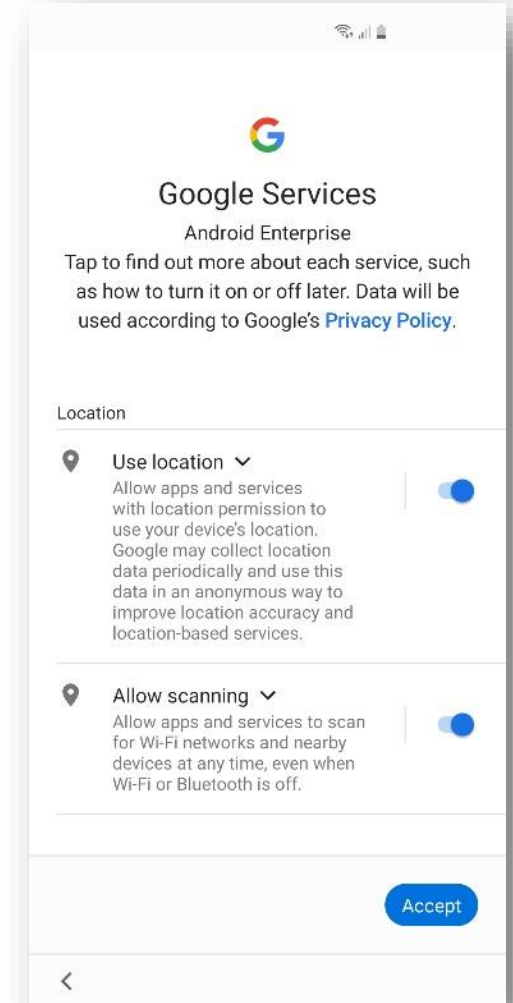 Google Services
Android Enterprise
Tap to find out more about each service, such
as how to turn it on or off later. Data will be
used according to Google's Privacy Policy.
Location
Use location
Allow apps and services
with location permission to
use your device's location.
Google may collect location
data periodically and use this
data in an anonymous way to
improve location accuracy and
location-based services.
Allow scanning
Allow apps and services to scan
for Wi-Fi networks and nearby
devices at any time, even when
Wi-Fi or Bluetooth is off.
Accept